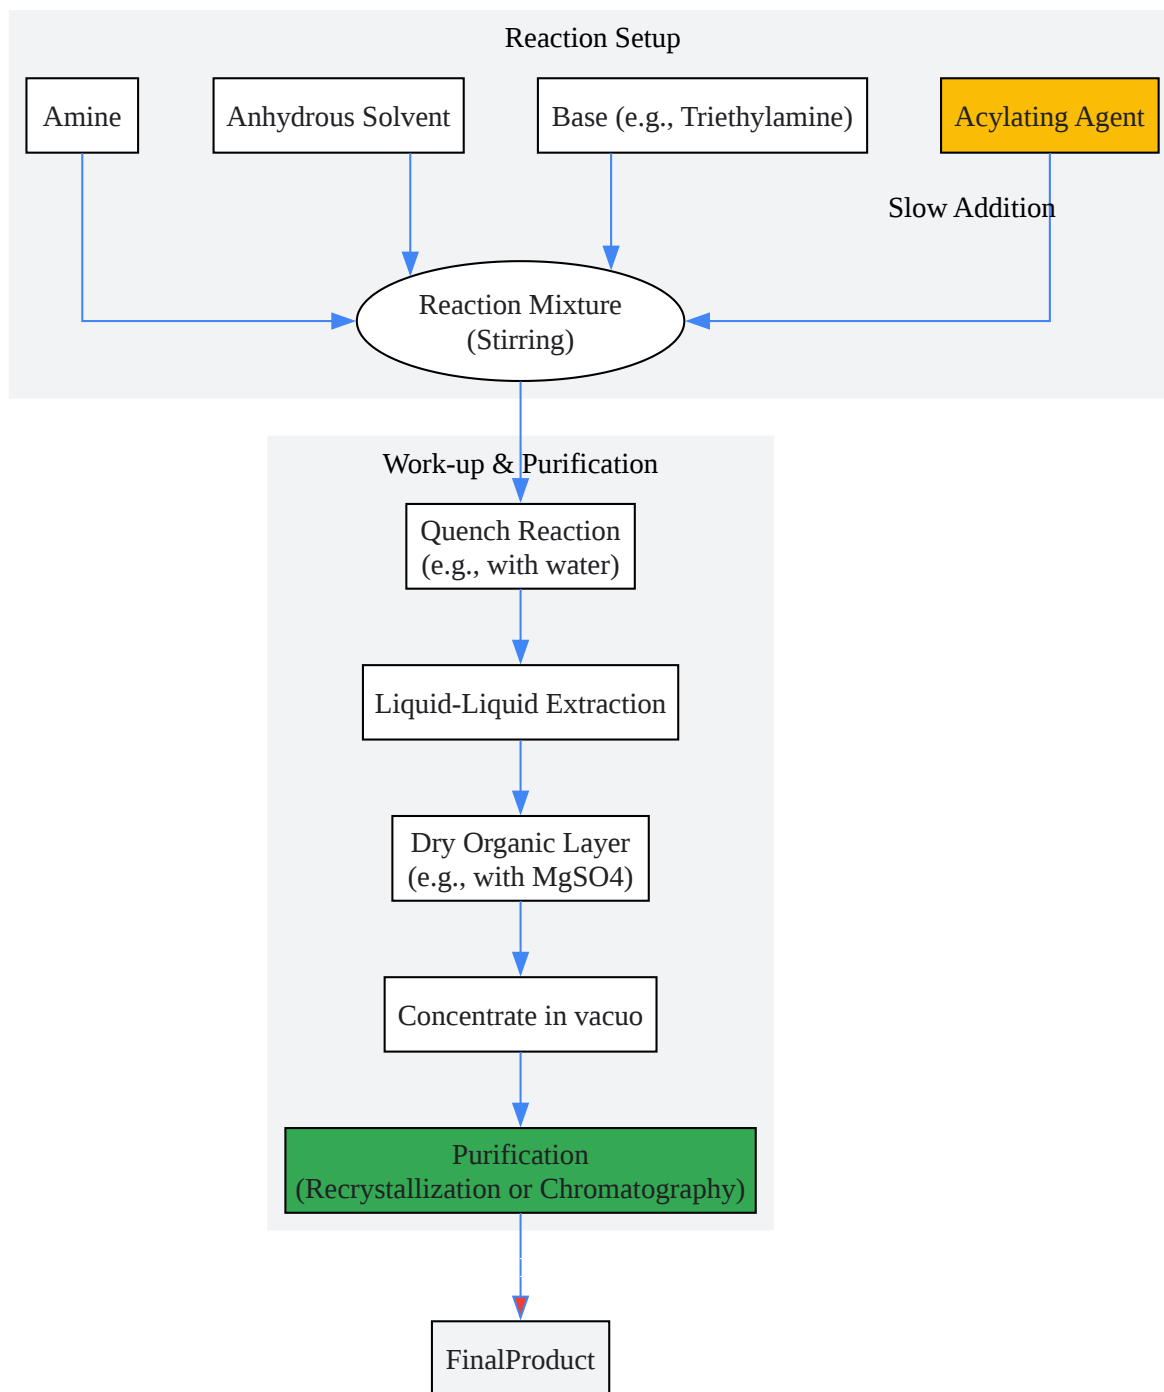 Reaction Setup
Amine
Anhydrous Solvent
Base (e.g., Triethylamine)
Acylating Agent
Slow Addition
Reaction Mixture
(Stirring)
Work-up & Purification
Quench Reaction
(e.g., with water)
Liquid-Liquid Extraction
Dry Organic Layer
(e.g., with MgSO4)
Concentrate in vacuo
Purification
(Recrystallization or Chromatography)
FinalProduct